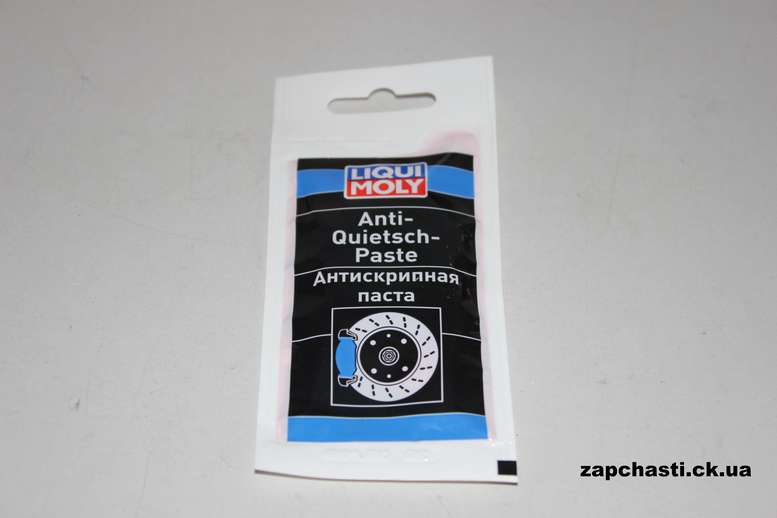 LIQUI
MOLY
Anti-
Quietsch-
Paste
Антискрипная
паста
zapchasti.ck.ua